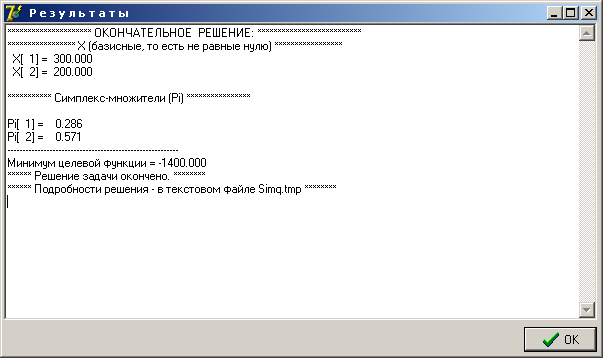 Результаты
******************* ОКОНЧАТЕЛЬНОЕ РЕШЕНИЕ: ************************
**************** X (базисные, то есть не равные нулю) ****************
X[ 1] = 300.000
X[ 2] = 200.000
*********** Симплекс-множители (Pi) ***************
Pi[ 1] = 0.286
Pi[ 2] = 0.571
---------------------------------------------------------
Минимум целевой функции = -1400.000
****** Решение задачи окончено. ********
****** Подробности решения - в текстовом файле Simq.tmp ********
OK